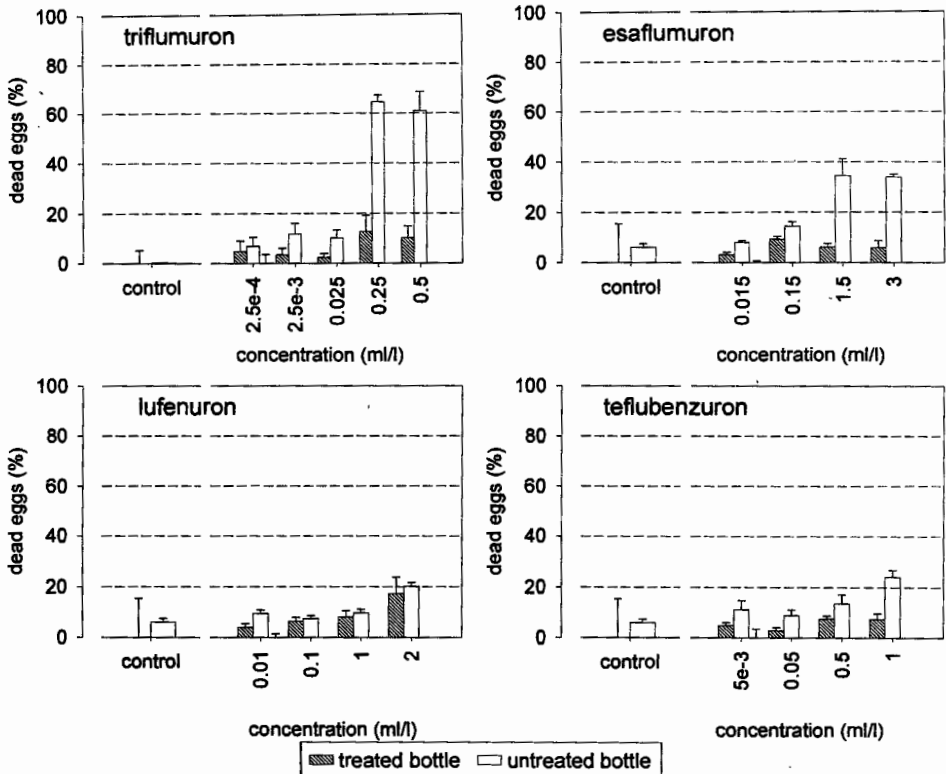 triflumuron
dead eggs (%)
100
80
60
40
20
0
control
2.5e-4
2.5e-3
0.025
0.25
0.5
concentration (ml/l)
esaflumuron
dead eggs (%)
100
80
60
40
20
0
control
0.015
0.15
1.5
3
concentration (ml/l)
lufenuron
dead eggs (%)
100
80
60
40
20
0
control
0.01
0.1
1
2
concentration (ml/l)
teflubenzuron
dead eggs (%)
100
80
60
40
20
0
control
5e-3
0.05
0.5
1
concentration (ml/l)
treated bottle untreated bottle